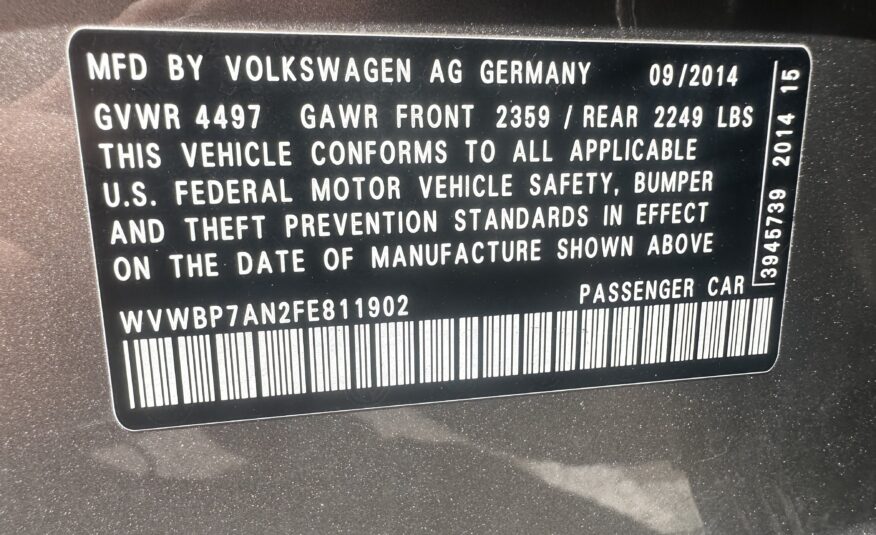 MFD BY VOLKSWAGEN AG GERMANY 09/2014
GVWR 4497 GAWR FRONT 2359 / REAR 2249 LBS
THIS VEHICLE CONFORMS TO ALL APPLICABLE
U.S. FEDERAL MOTOR VEHICLE SAFETY, BUMPER
AND THEFT PREVENTION STANDARDS IN EFFECT
ON THE DATE OF MANUFACTURE SHOWN ABOVE
WVWBP7AN2FE811902 PASSENGER CAR
3945739 2014 15